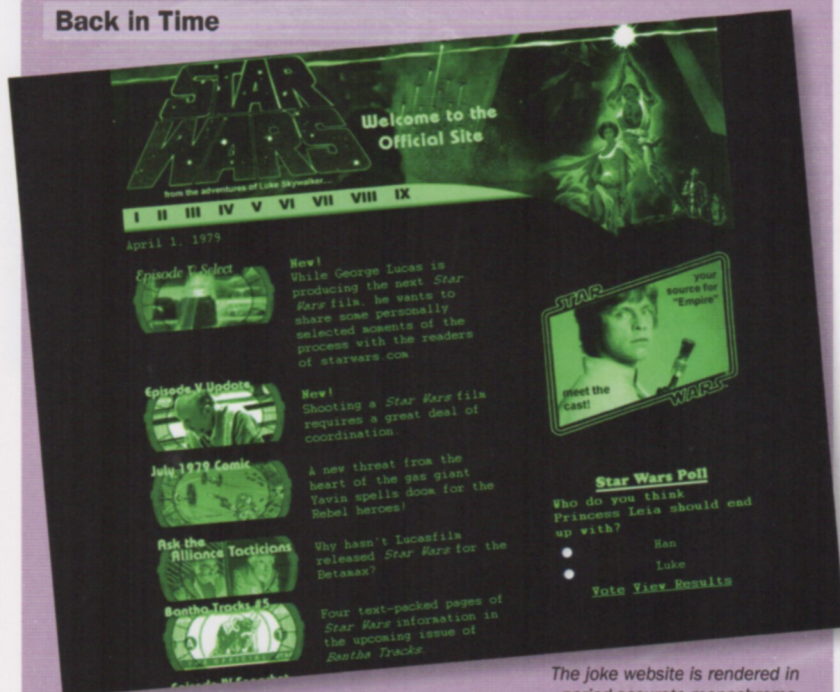 Back in Time
STAR
WARS
from the adventures of Luke Skywalker...
Welcome to the
Official Site
I II III IV V VI VII VIII IX
April 1, 1979
Episode V Select
New!
While George Lucas is
producing the next Star
Wars film, he wants to
share some personally
selected moments of the
process with the readers
of starwars.com
Episode V Update
New!
Shooting a Star Wars film
requires a great deal of
coordination
July 1979 Comic
A new threat from the
heart of the gas giant
Yavin spells doom for the
Rebel heroes!
Ask the
Alliance Tacticians
Why hasn't Lucasfilm
released Star Wars for the
Betamax?
Bantha Tracks #5
Four text-packed pages of
Star Wars information in
the upcoming issue of
Bantha Tracks.
STAR
your
source for
"Empire"
meet the
cast!
WARS
Star Wars Poll
Who do you think
Princess Leia should end
up with?
Han
Luke
Vote View Results
The joke website is rendered in